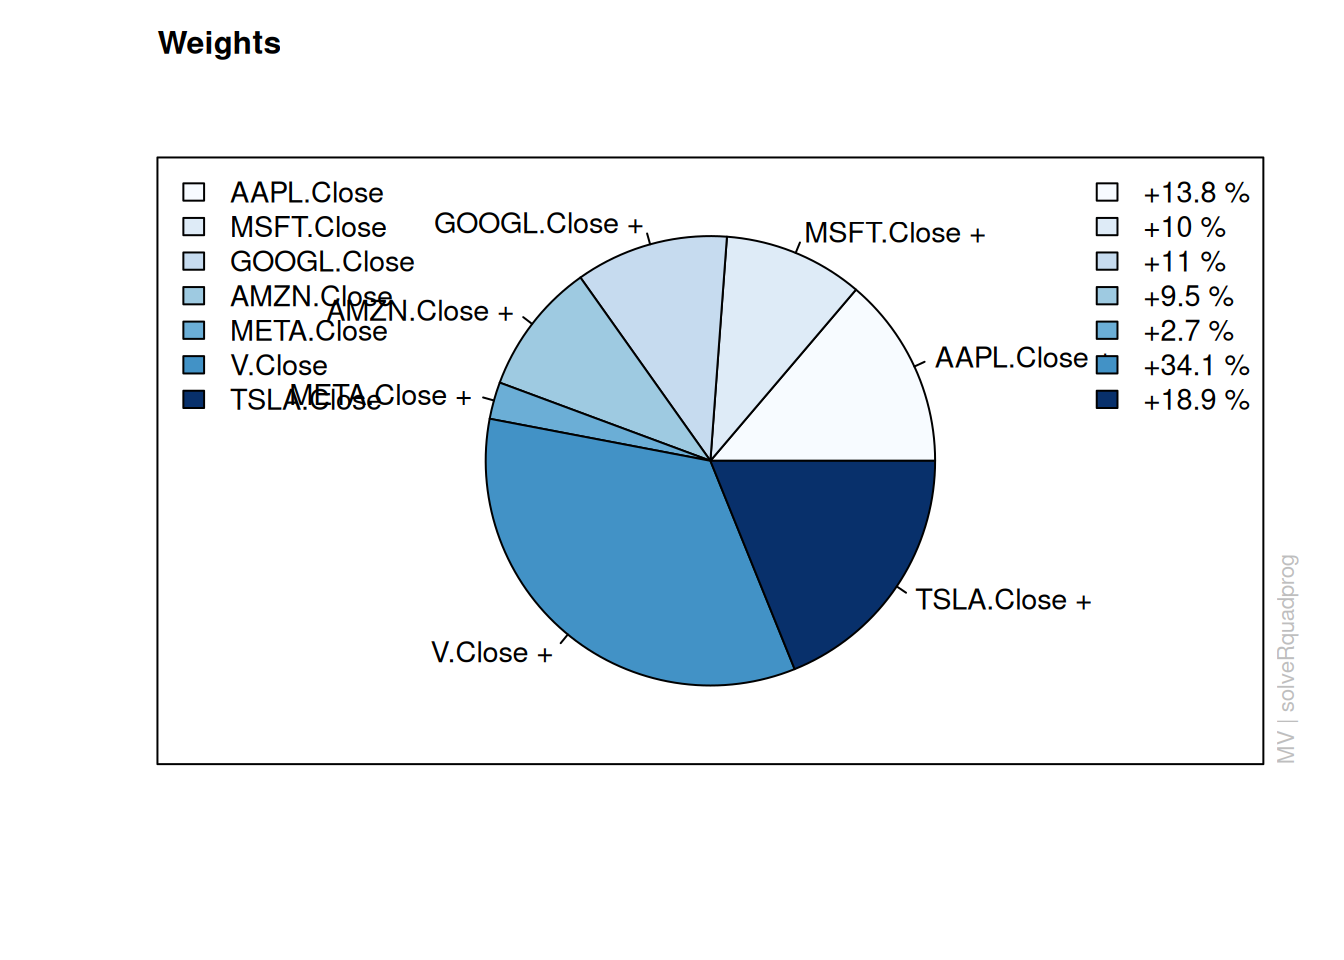 Weights
AAPL.Close
MSFT.Close
GOOGL.Close
AMZN.Close
META.Close
V.Close
TSLA.Close
+13.8 %
+10 %
+11 %
+9.5 %
+2.7 %
+34.1 %
+18.9 %
GOOGL.Close +
MSFT.Close +
AMZN.Close +
AAPL.Close
META.Close +
TSLA.Close +
V.Close +
MV | solveRquadprog